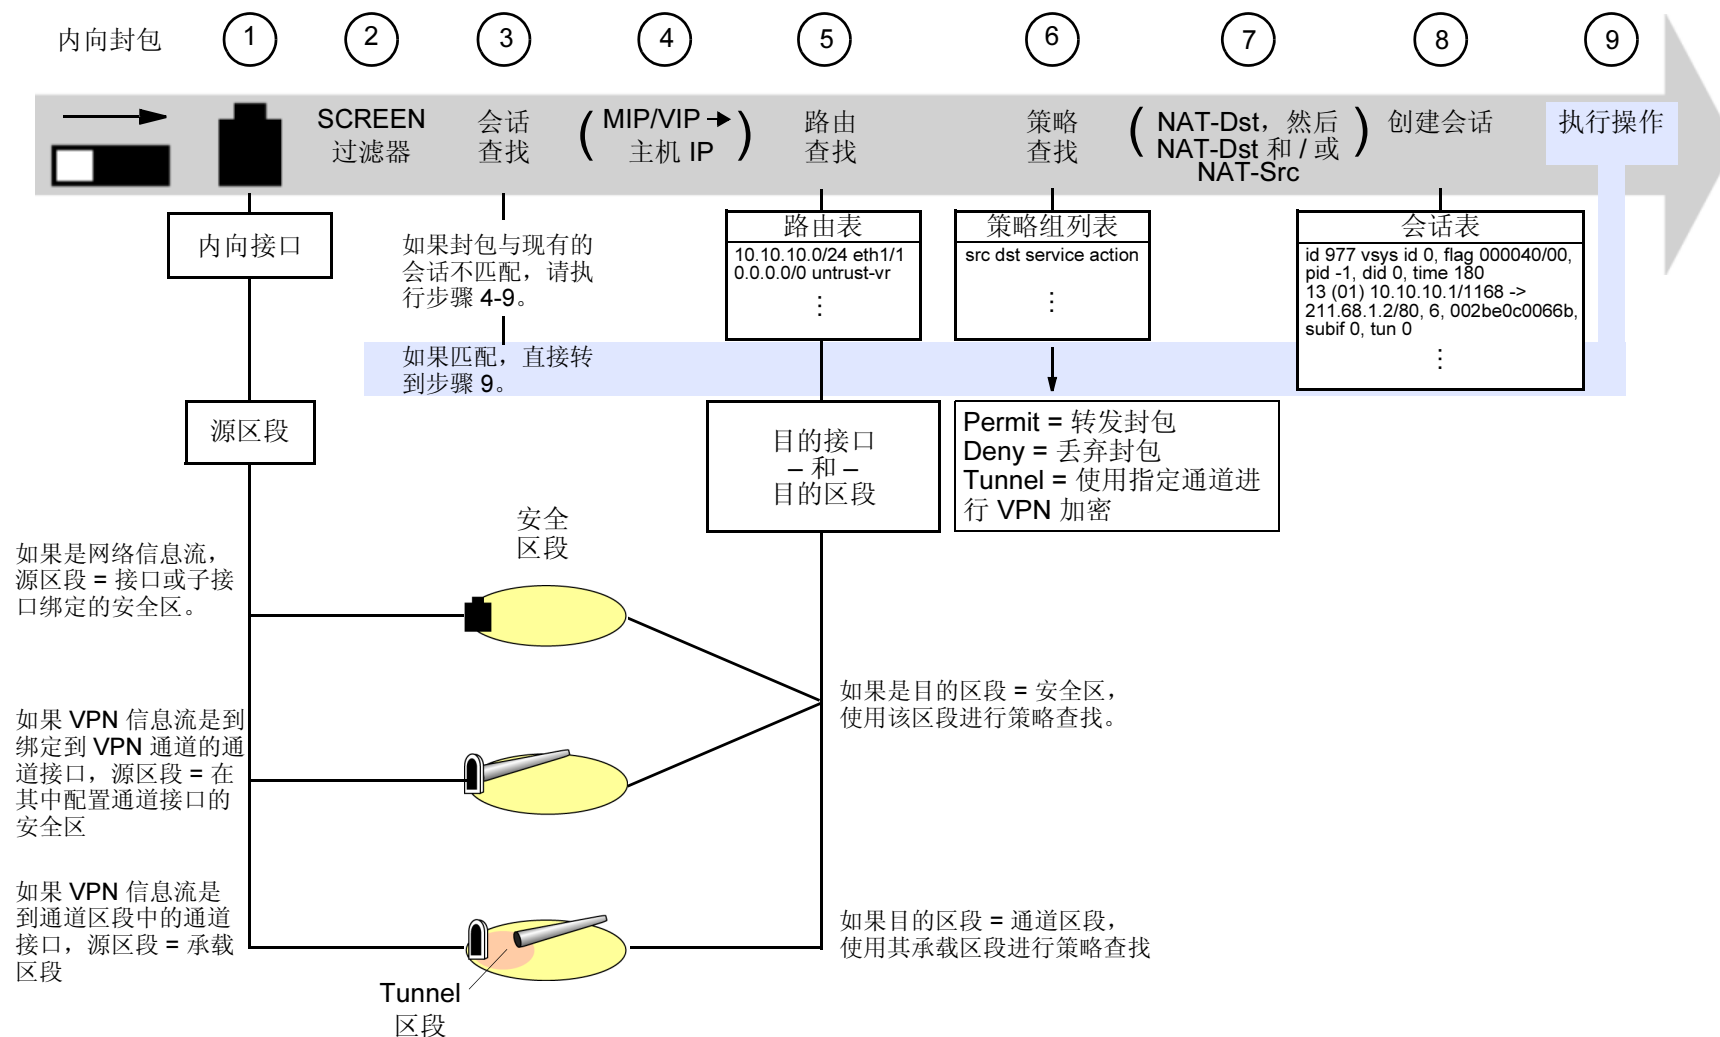 内向封包
1
2
3
4
5
6
7
8
9
SCREEN
过滤器
会话
查找
( MIP/VIP →
主机 IP )
路由
查找
策略
查找
( NAT-Dst，然后
NAT-Dst 和 / 或
NAT-Src )
创建会话
执行操作
内向接口
源区段
如果封包与现有的
会话不匹配，请执
行步骤 4-9。
如果匹配，直接转
到步骤 9。
路由表
10.10.10.0/24 eth1/1
0.0.0.0/0 untrust-vr
⋮
目的接口
– 和 –
目的区段
策略组列表
src dst service action
⋮
Permit = 转发封包
Deny = 丢弃封包
Tunnel = 使用指定通道进
行 VPN 加密
会话表
id 977 vsys id 0, flag 000040/00,
pid -1, did 0, time 180
13 (01) 10.10.10.1/1168 ->
211.68.1.2/80, 6, 002be0c0066b,
subif 0, tun 0
⋮
安全
区段
如果是网络信息流，
源区段 = 接口或子接
口绑定的安全区。
如果 VPN 信息流是到
绑定到 VPN 通道的通
道接口，源区段 = 在
其中配置通道接口的
安全区
如果 VPN 信息流是
到通道区段中的通道
接口，源区段 = 承载
区段
Tunnel
区段
如果是目的区段 = 安全区，
使用该区段进行策略查找。
如果目的区段 = 通道区段，
使用其承载区段进行策略查找